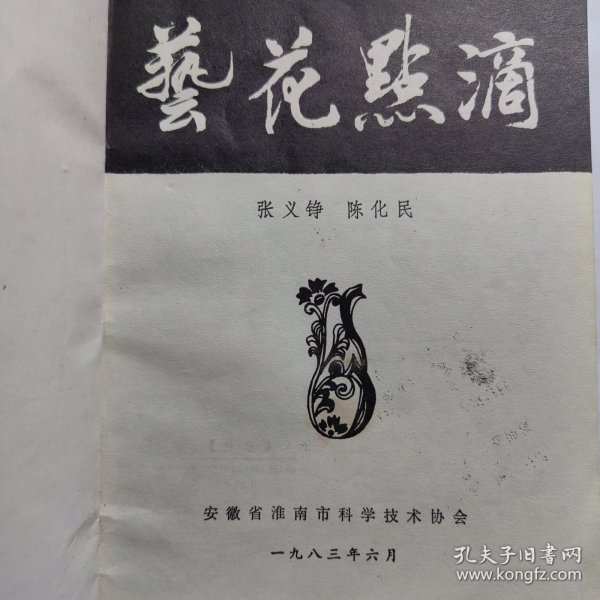 藝花點滴
张义铮 陈化民
安徽省淮南市科学技术协会
一九八三年六月
孔夫子旧书网
www.kongfz.com